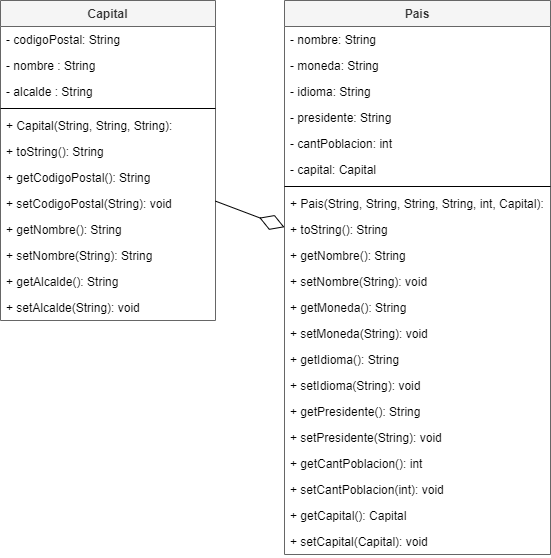 Capital
- codigoPostal: String
- nombre : String
- alcalde : String
+ Capital(String, String, String):
+ toString(): String
+ getCodigoPostal(): String
+ setCodigoPostal(String): void
+ getNombre(): String
+ setNombre(String): String
+ getAlcalde(): String
+ setAlcalde(String): void
Pais
- nombre: String
- moneda: String
- idioma: String
- presidente: String
- cantPoblacion: int
- capital: Capital
+ Pais(String, String, String, String, int, Capital):
+ toString(): String
+ getNombre(): String
+ setNombre(String): void
+ getMoneda(): String
+ setMoneda(String): void
+ getIdioma(): String
+ setIdioma(String): void
+ getPresidente(): String
+ setPresidente(String): void
+ getCantPoblacion(): int
+ setCantPoblacion(int): void
+ getCapital(): Capital
+ setCapital(Capital): void